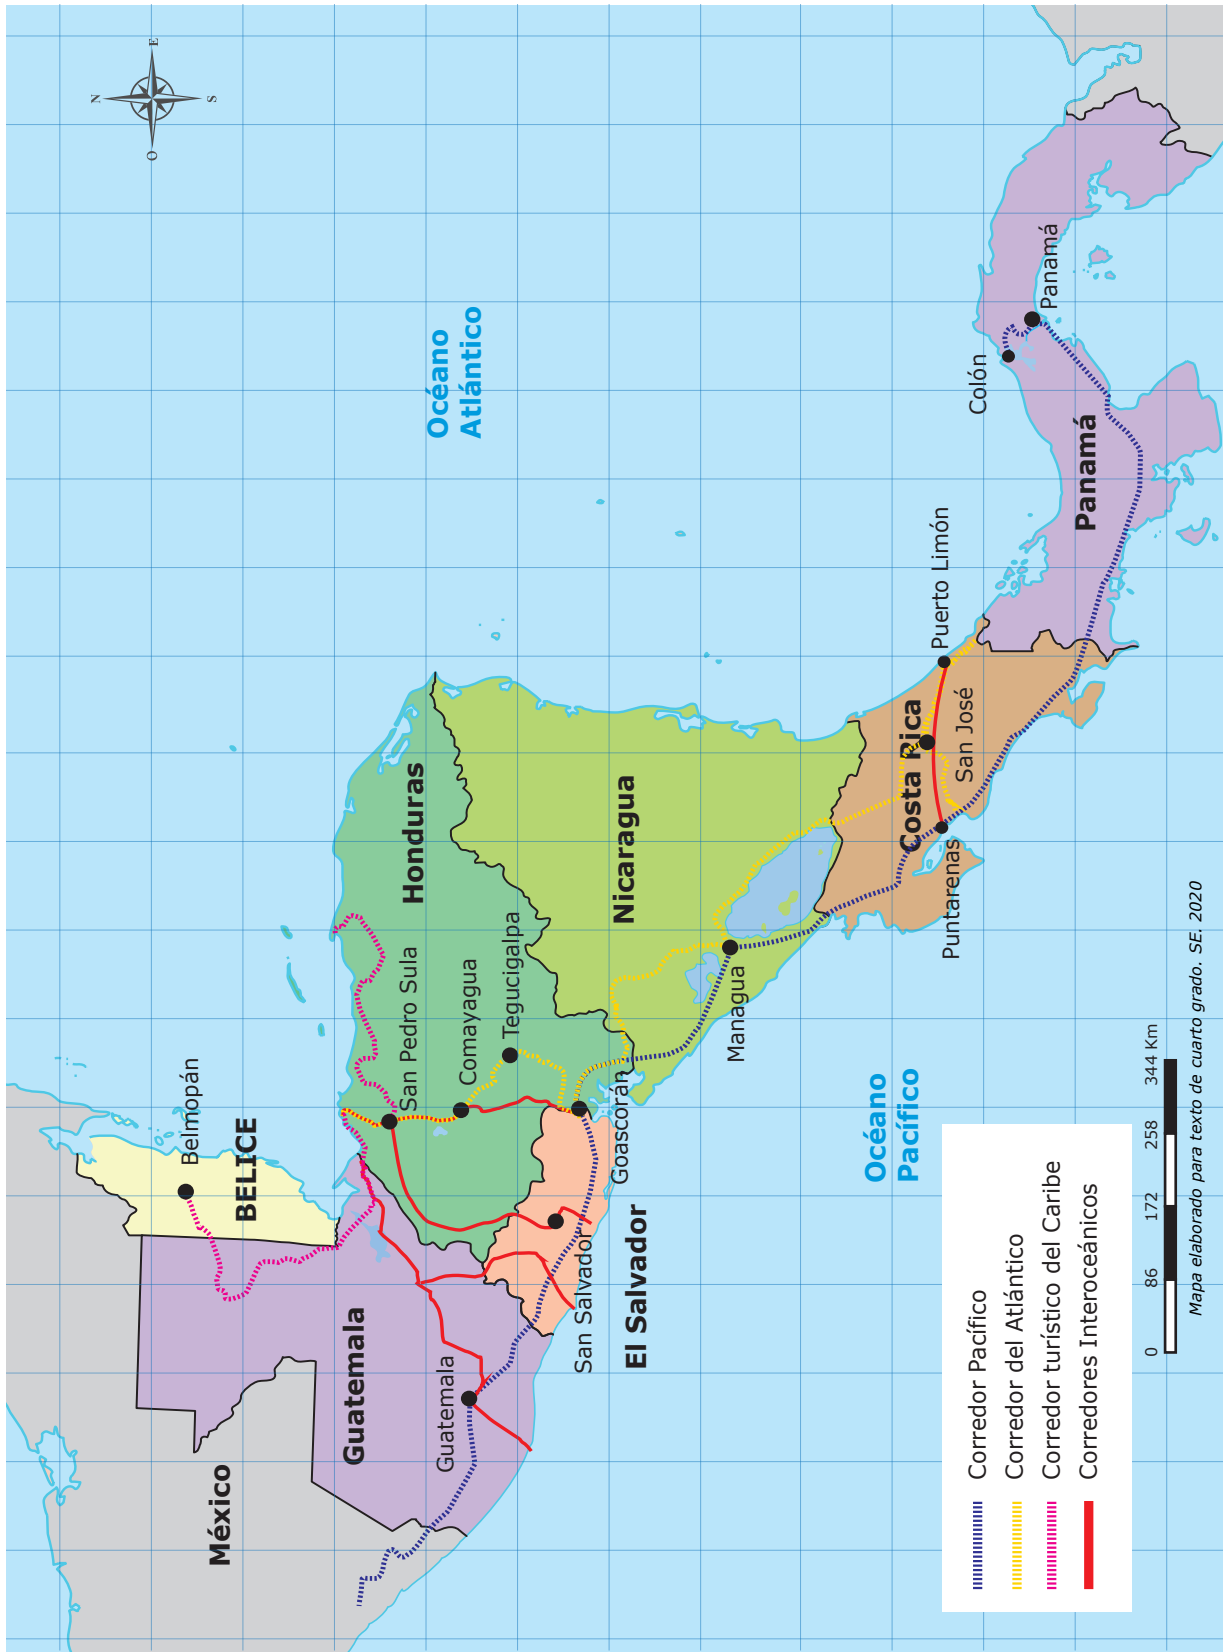 N
E
S
O
México
BELICE
Belmopán
Guatemala
Guatemala
Honduras
San Pedro Sula
Comayagua
Tegucigalpa
Goascorán
San Salvador
El Salvador
Océano
Atlántico
Nicaragua
Managua
Océano
Pacífico
Costa Rica
Puntarenas
San José
Puerto Limón
Colón
Panamá
Panamá
Corredor Pacífico
Corredor del Atlántico
Corredor turístico del Caribe
Corredores Interoceánicos
0 86 172 258 344 Km
Mapa elaborado para texto de cuarto grado. SE. 2020